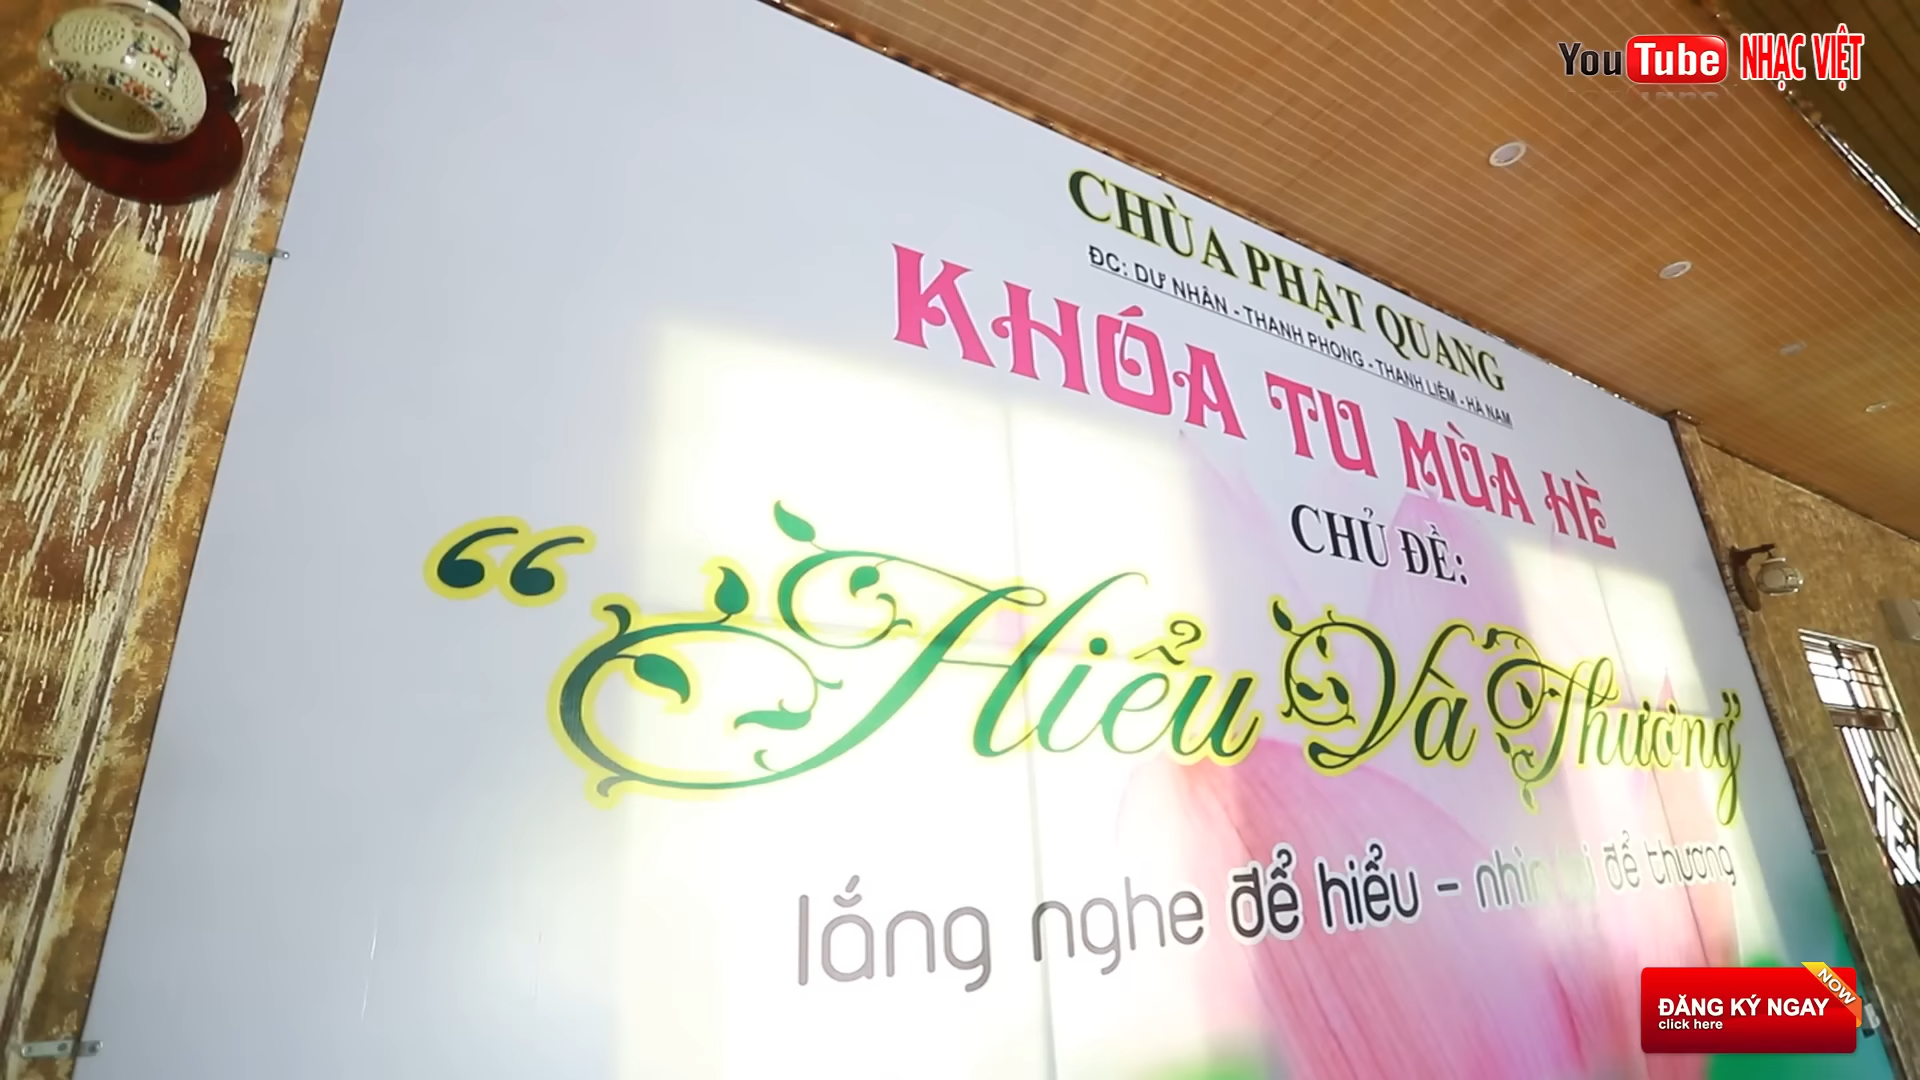 YouTube NHẠC VIỆT
CHÙA PHẬT QUANG
ĐC: DƯ NHÂN - THANH PHONG - THANH LIÊM - HÀ NAM
KHÓA TU MÙA HÈ
CHỦ ĐỀ:
"Hiểu Và Thương"
lắng nghe để hiểu - nhìn để thương
ĐĂNG KÝ NGAY
NOW
click here